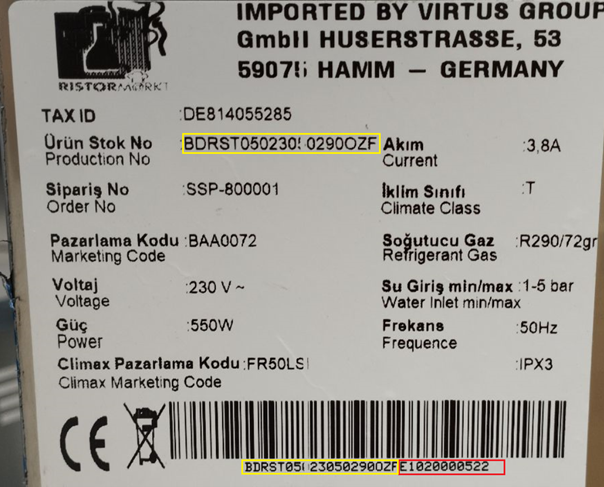 RISTORMARKT
IMPORTED BY VIRTUS GROUP
GmbH HUSERSTRASSE, 53
59075 HAMM – GERMANY
TAX ID :DE814055285
Ürün Stok No :BDRST05023050290OZF Akım :3,8A
Production No Current
Sipariş No :SSP-800001 İklim Sınıfı :T
Order No Climate Class
Pazarlama Kodu :BAA0072 Soğutucu Gaz :R290/72gr
Marketing Code Refrigerant Gas
Voltaj :230 V ~ Su Giriş min/max :1-5 bar
Voltage Water Inlet min/max
Güç :550W Frekans :50Hz
Power Frequence
Climax Pazarlama Kodu :FR50LSI :IPX3
Climax Marketing Code
CE
BDRST05023050290OZFE1020000522